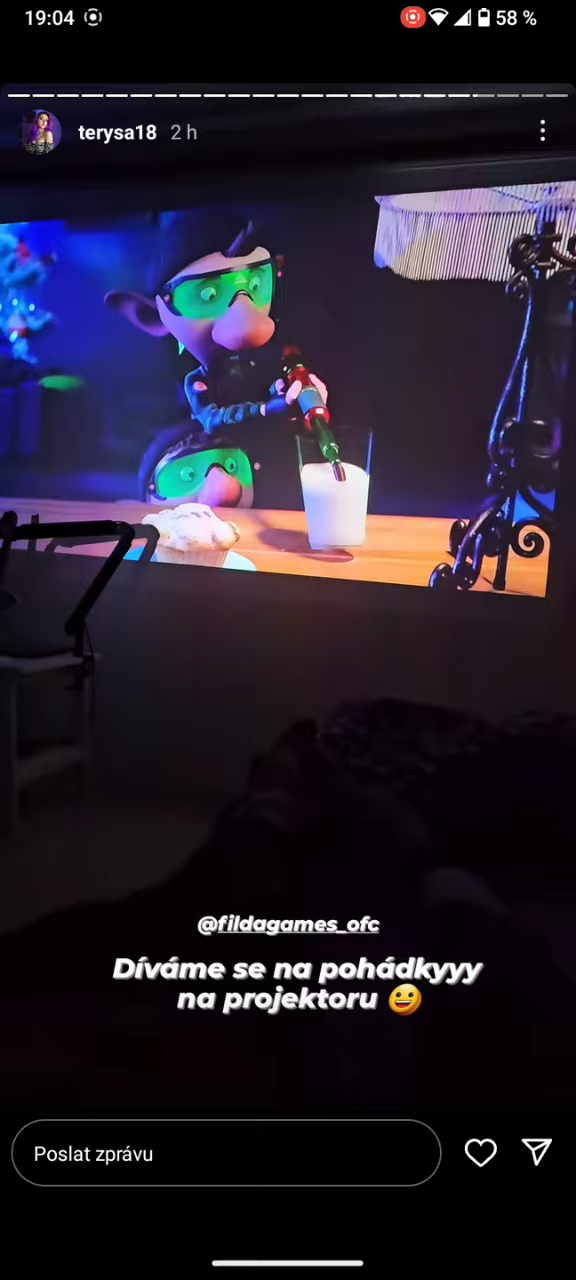 19:04 58 %
terysa18 2 h
@fildagames_ofc
Díváme se na pohádkyyy
na projektoru 😀
Poslat zprávu